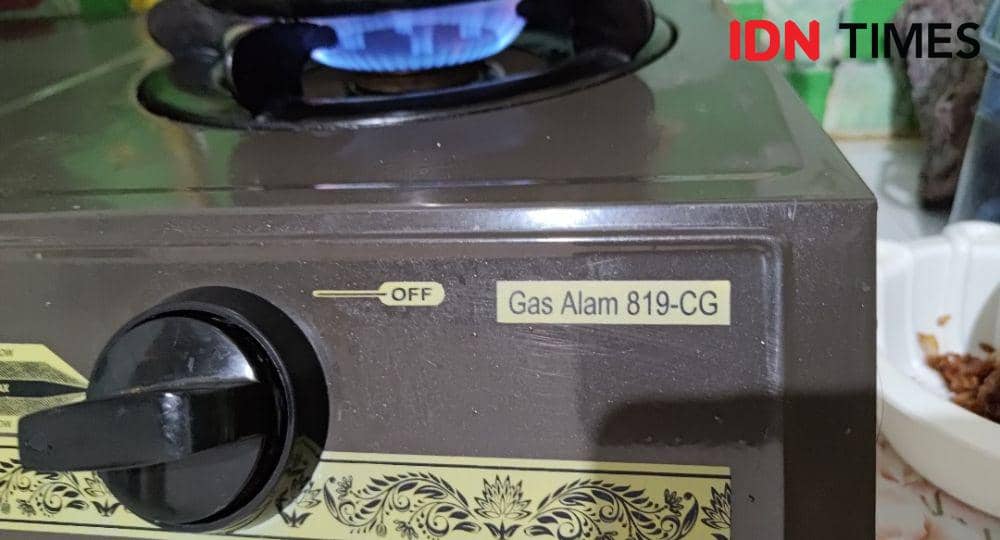 IDN TIMES
OFF
Gas Alam 819-CG